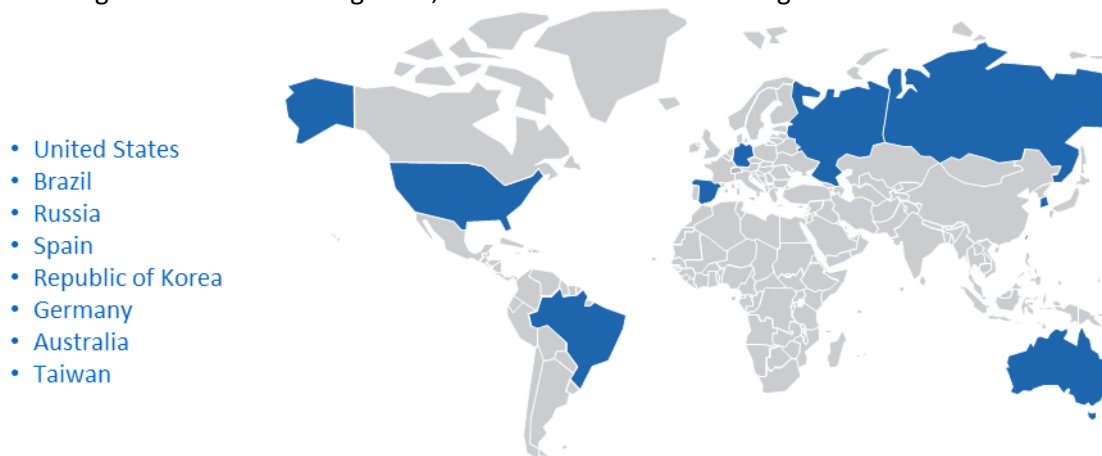 • United States
• Brazil
• Russia
• Spain
• Republic of Korea
• Germany
• Australia
• Taiwan